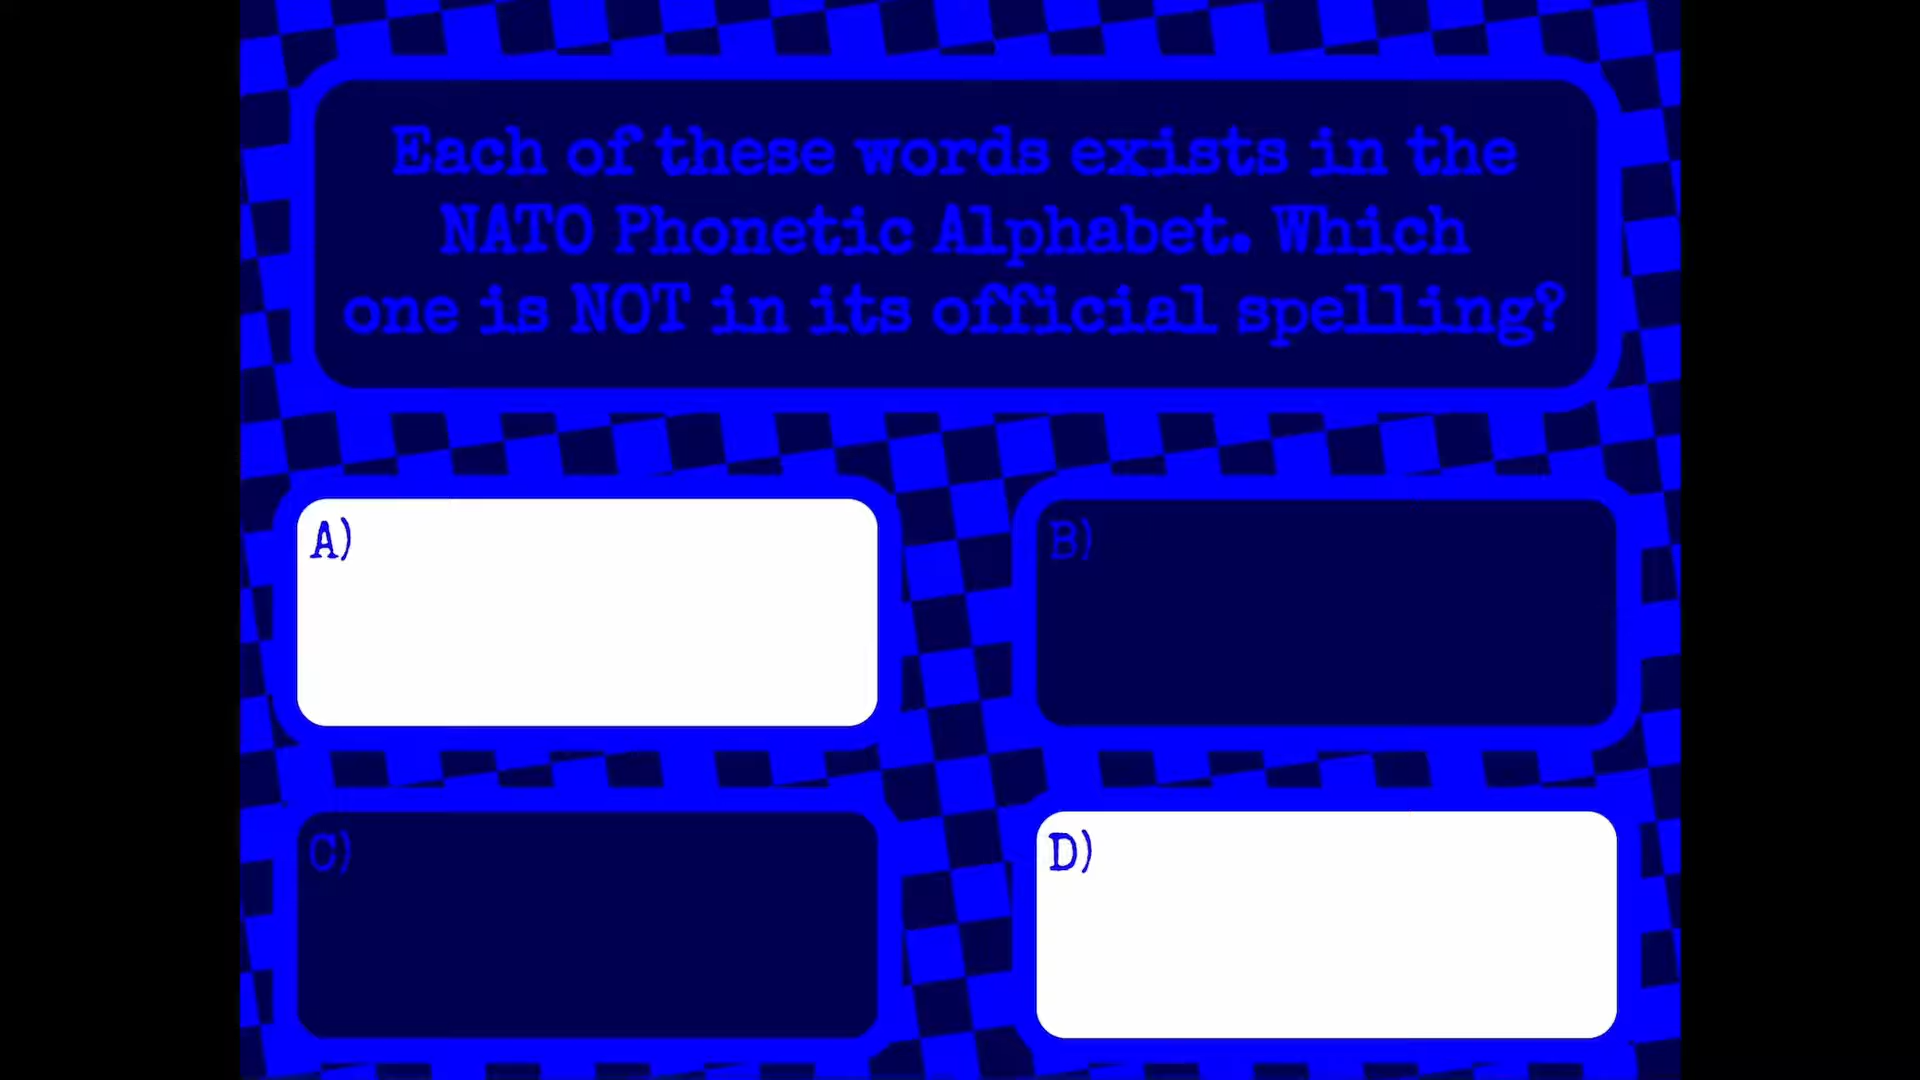 Each of these words exists in the
NATO Phonetic Alphabet. Which
one is NOT in its official spelling?
A)
B)
C)
D)